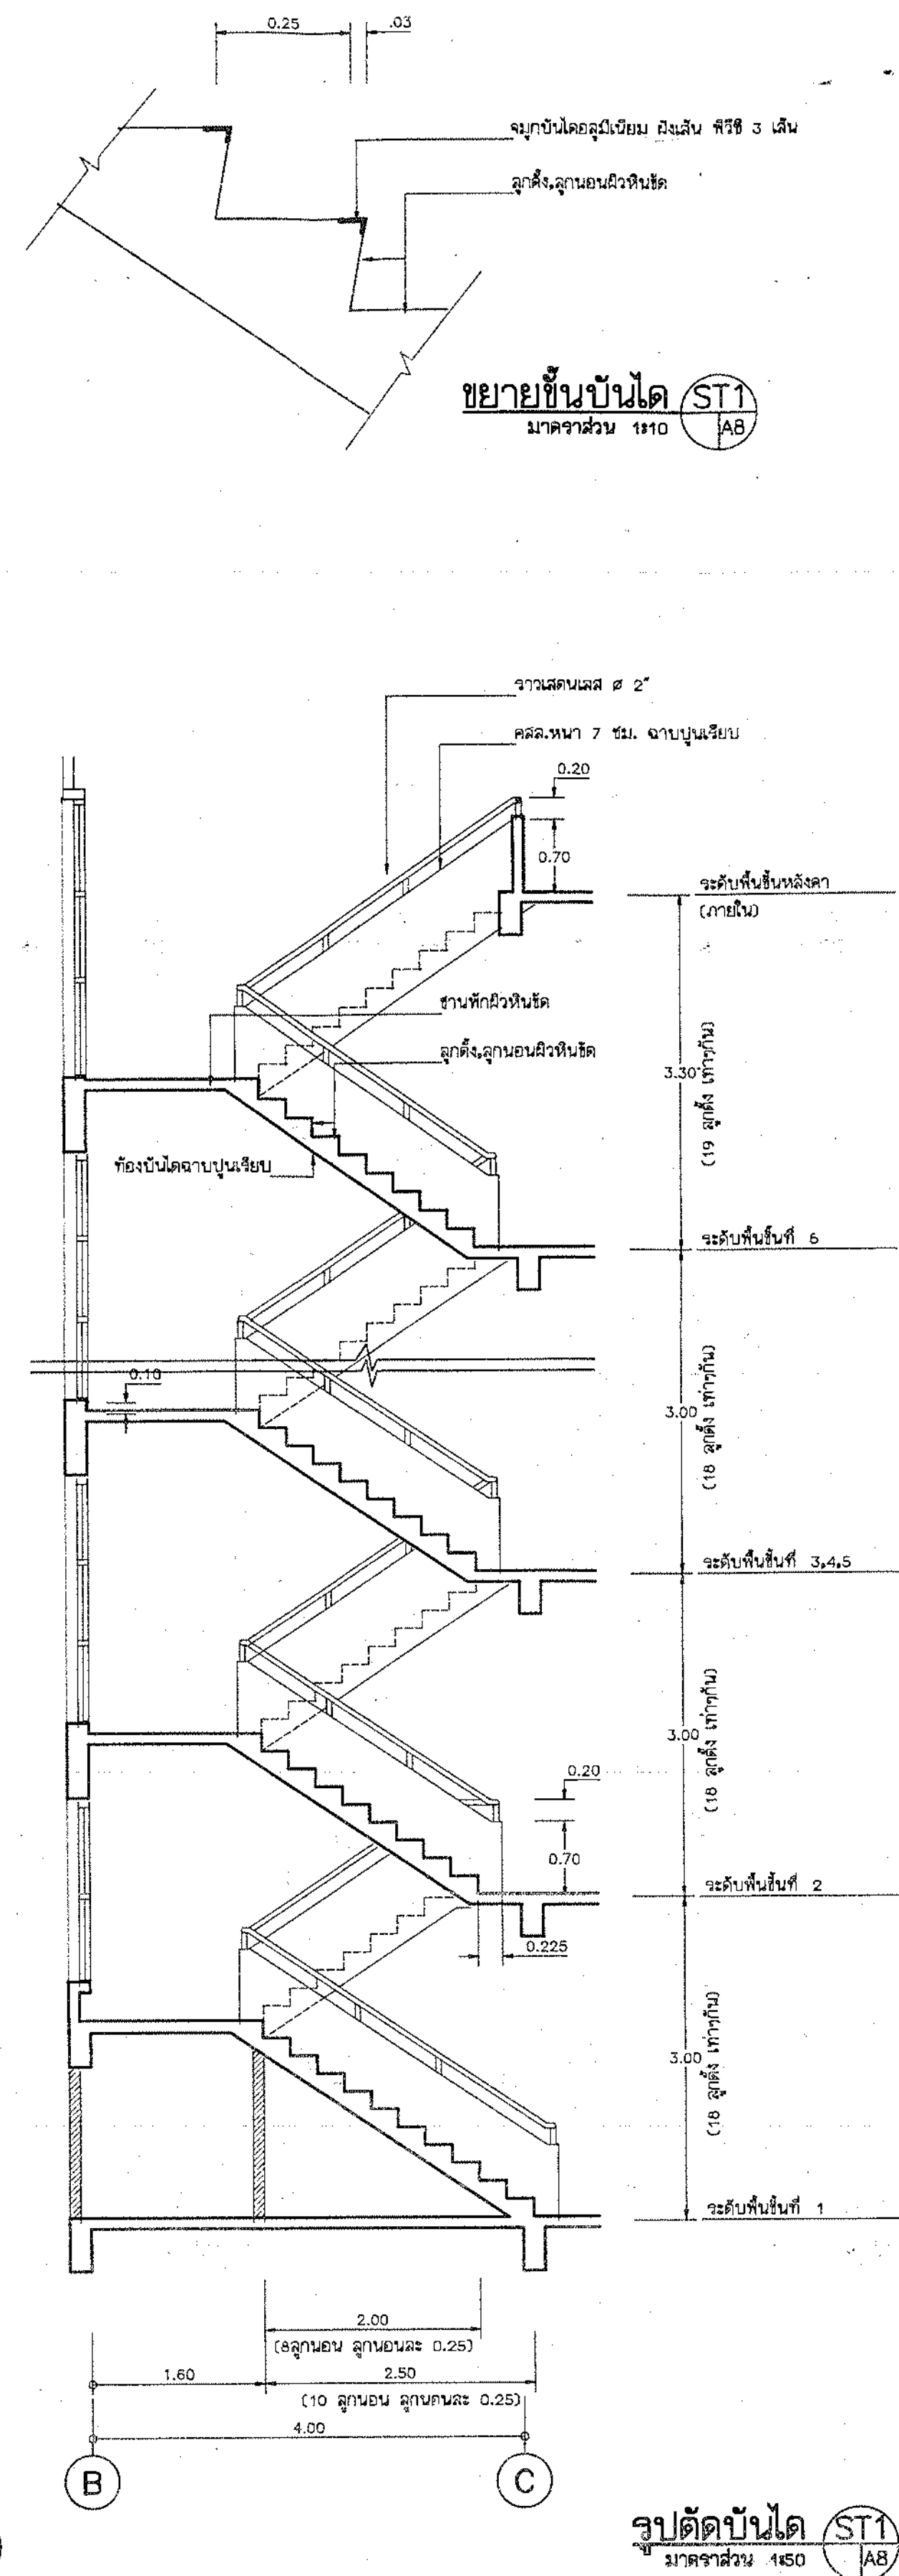 0.25 .03
จมูกบันไดอลูมิเนียม ฝังเส้น พีวีซี 3 เส้น
ลูกตั้ง,ลูกนอนผิวหินขัด
ขยายขั้นบันได ST1
มาตราส่วน 1:10 A8
ราวสเตนเลส ø 2"
คสล.หนา 7 ซม. ฉาบปูนเรียบ
0.20
0.70
ระดับพื้นชั้นหลังคา
(ภายใน)
ชานพักผิวหินขัด
ลูกตั้ง,ลูกนอนผิวหินขัด
3.30
(19 ลูกตั้ง เท่าๆกัน)
ท้องบันไดฉาบปูนเรียบ
ระดับพื้นชั้นที่ 6
0.10
3.00
(18 ลูกตั้ง เท่าๆกัน)
ระดับพื้นชั้นที่ 3,4,5
3.00
(18 ลูกตั้ง เท่าๆกัน)
0.20
0.70
ระดับพื้นชั้นที่ 2
0.225
3.00
(18 ลูกตั้ง เท่าๆกัน)
ระดับพื้นชั้นที่ 1
2.00
(8ลูกนอน ลูกนอนละ 0.25)
1.60 2.50
(10 ลูกนอน ลูกนอนละ 0.25)
4.00
B C
รูปตัดบันได ST1
มาตราส่วน 1:50 A8